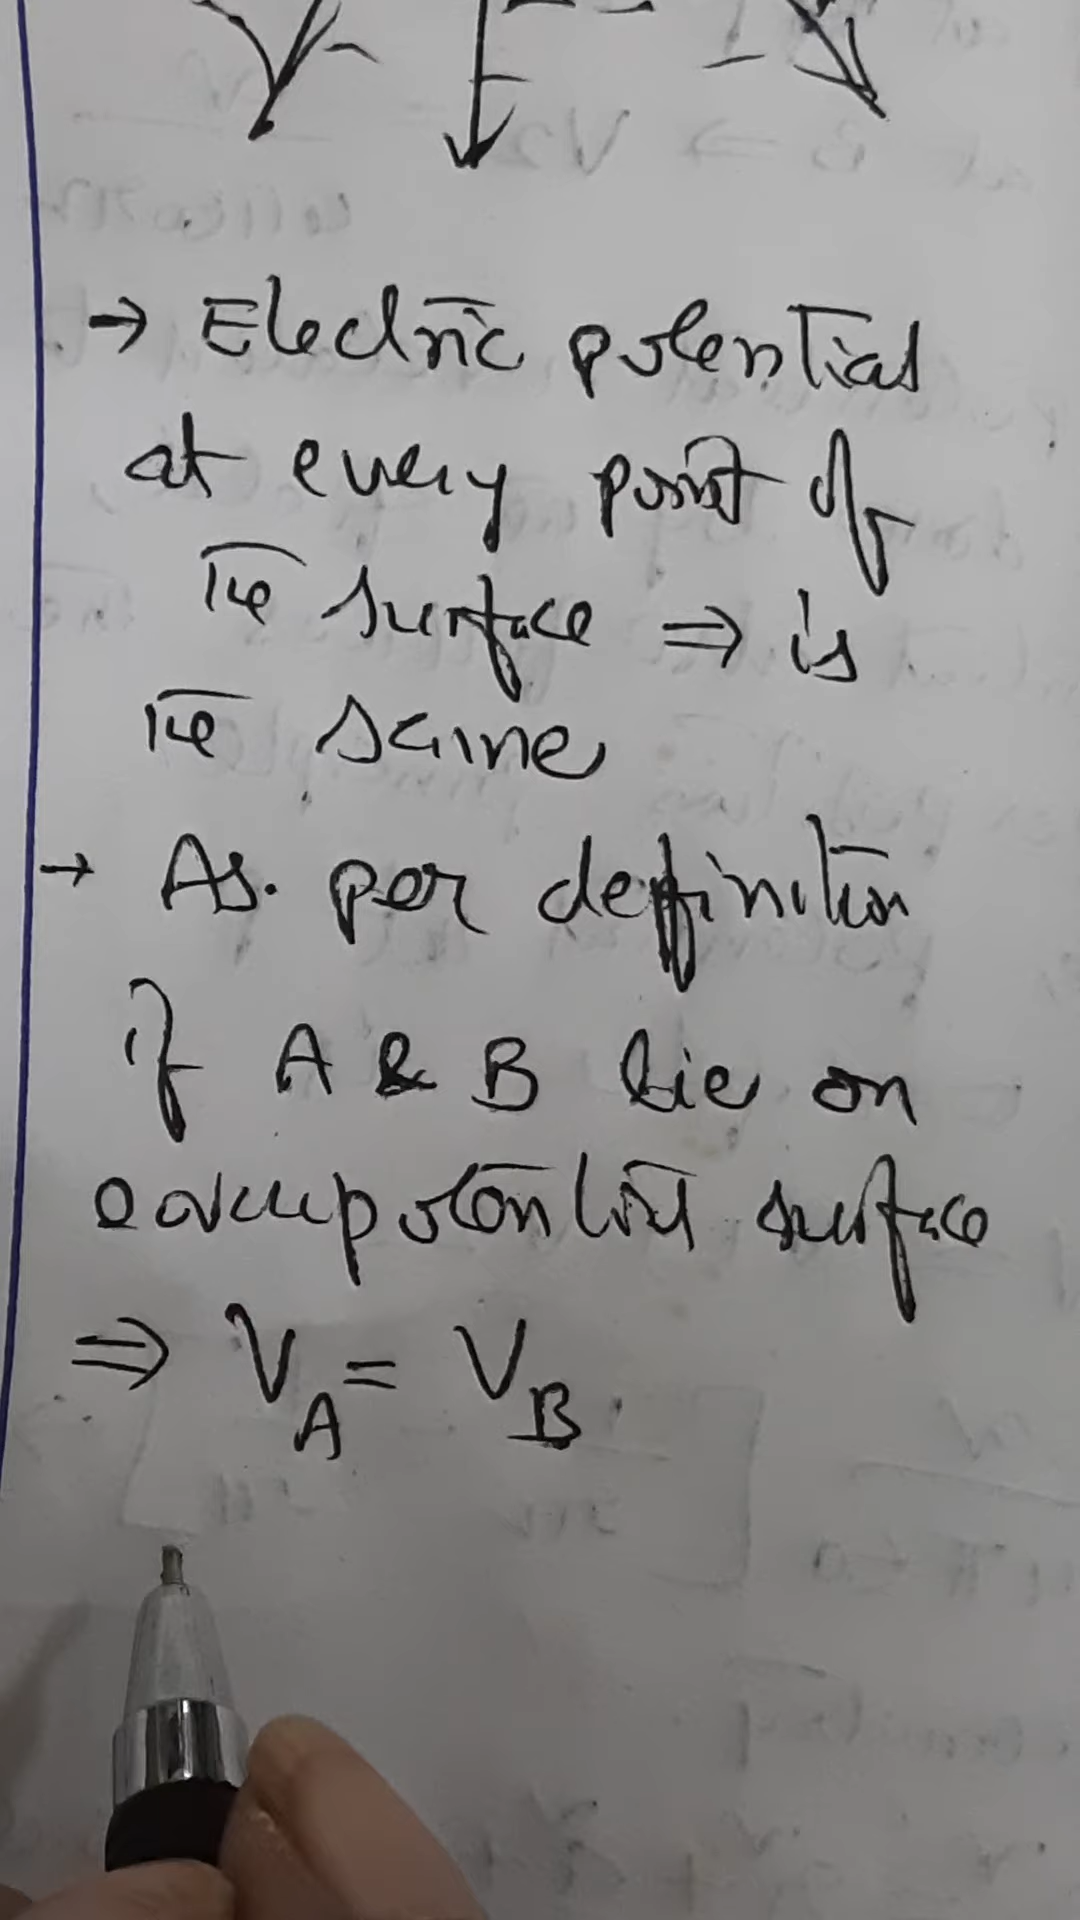 → Electric potential
at every point of
the surface ⇒ is
the same
→ As. per deffinition
if A & B lie on
equipotential surface
⇒ V_A = V_B.